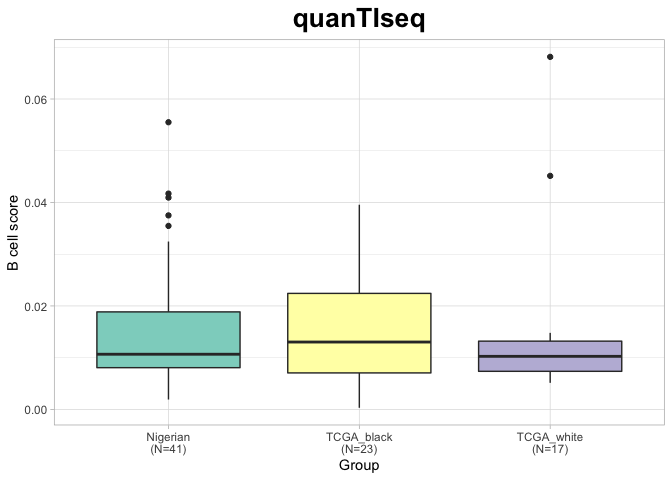 quanTIseq
B cell score
0.06
0.04
0.02
0.00
Nigerian
(N=41)
TCGA_black
(N=23)
TCGA_white
(N=17)
Group